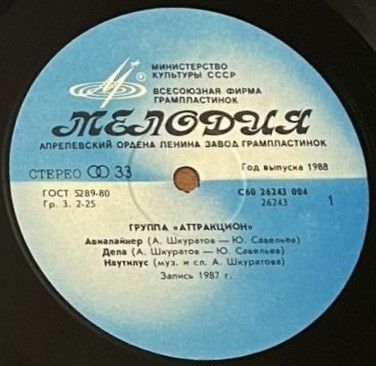 МИНИСТЕРСТВО
КУЛЬТУРЫ СССР
ВСЕСОЮЗНАЯ ФИРМА
ГРАМПЛАСТИНОК
МЕЛОДИЯ
АПРЕЛЕВСКИЙ ОРДЕНА ЛЕНИНА ЗАВОД ГРАМПЛАСТИНОК
СТЕРЕО 33
Год выпуска 1988
ГОСТ 5289-80
Гр. 3. 2-25
С60 26243 004
26243
1
ГРУППА «АТТРАКЦИОН»
Авиалайнер (А. Шкуратов — Ю. Савельев)
Дела (А. Шкуратов — Ю. Савельев)
Наутилус (муз. и сл. А. Шкуратова)
Запись 1987 г.